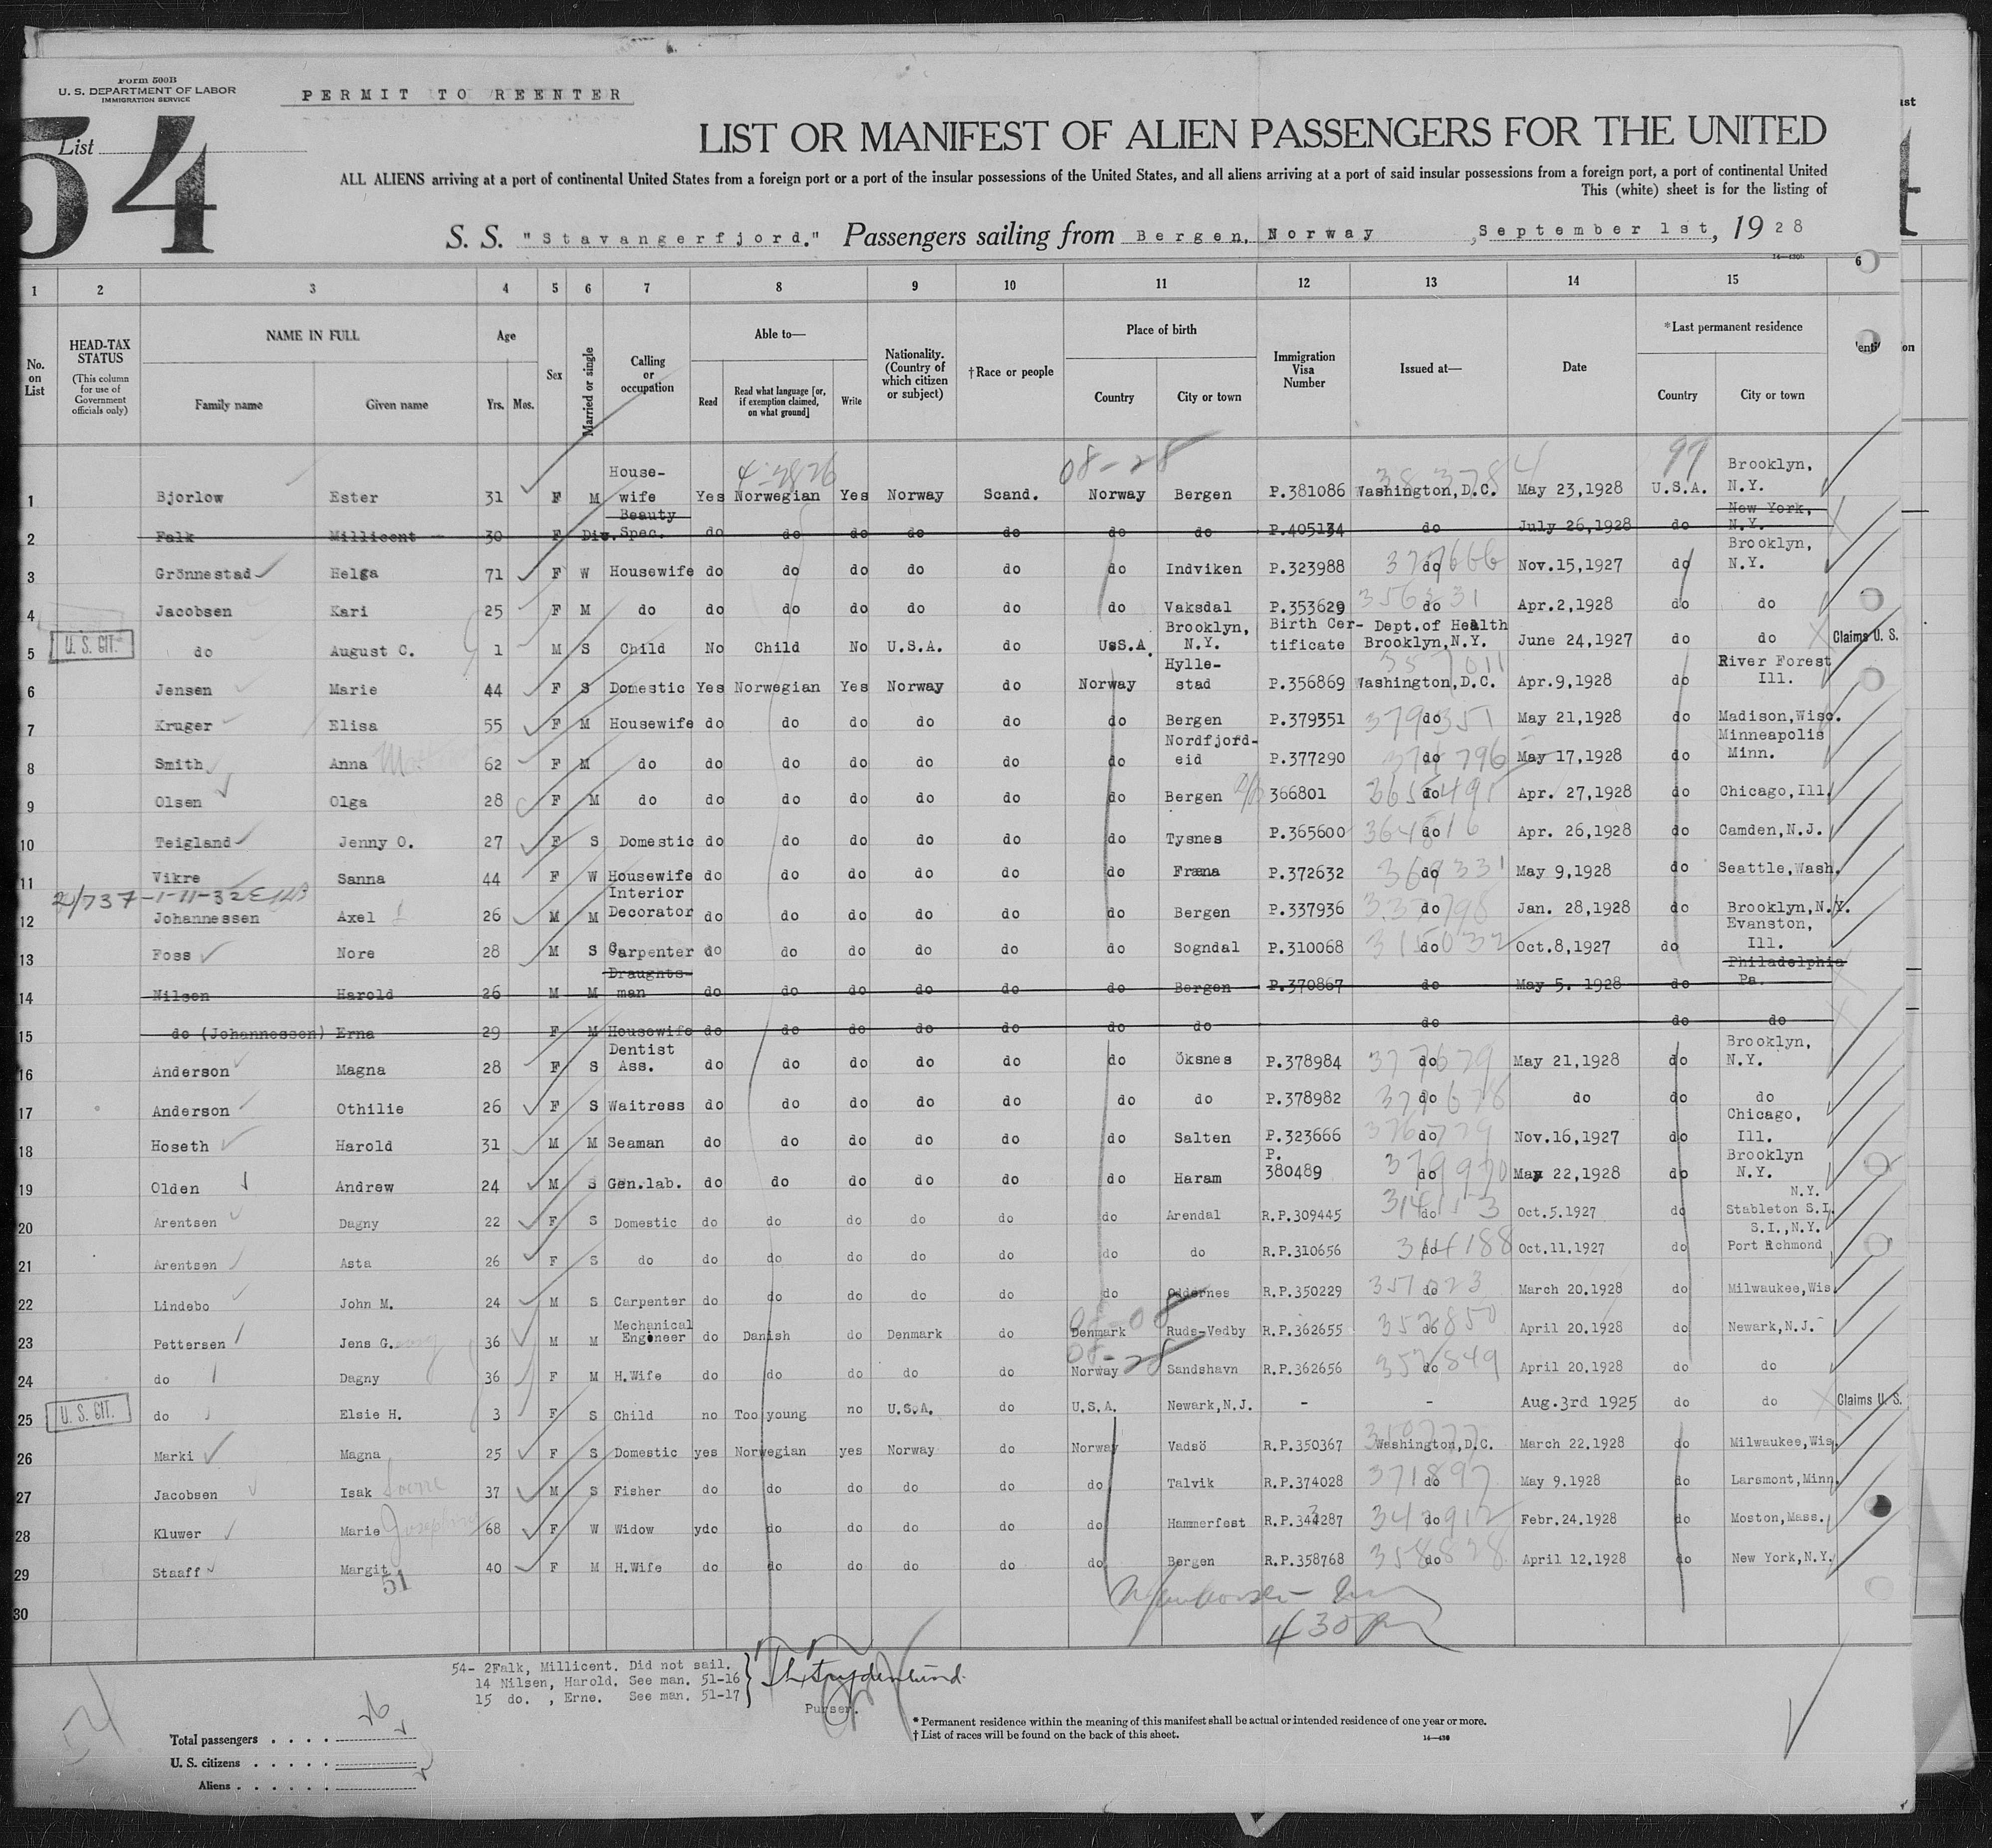 Form 500B
U. S. DEPARTMENT OF LABOR
IMMIGRATION SERVICE
PERMIT TO REENTER
List
54
LIST OR MANIFEST OF ALIEN PASSENGERS FOR THE UNITED
ALL ALIENS arriving at a port of continental United States from a foreign port or a port of the insular possessions of the United States, and all aliens arriving at a port of said insular possessions from a foreign port, a port of continental United
This (white) sheet is for the listing of
S. S. "Stavangerfjord." Passengers sailing from Bergen, Norway, September 1st, 1928
1 2 3 4 5 6 7 8 9 10 11 12 13 14 15
No. on List
HEAD-TAX STATUS (This column for use of Government officials only)
NAME IN FULL Family name Given name
Age Yrs. Mos.
Sex
Married or single
Calling or occupation
Able to— Read Read what language [or, if exemption claimed, on what ground] Write
Nationality. (Country of which citizen or subject)
†Race or people
Place of birth Country City or town
Immigration Visa Number
Issued at—
Date
*Last permanent residence Country City or town
4-2826 08-28 383784 97
1 Bjorlow Ester 31 F M House-wife Yes Norwegian Yes Norway Scand. Norway Bergen P.381086 Washington,D.C. May 23,1928 U.S.A. Brooklyn, N.Y.
2 Falk Millicent 30 F Div. Beauty Spec. do do do do do do do P.405134 do July 26,1928 do New York, N.Y.
3 Grönnestad Helga 71 F W Housewife do do do do do do Indviken P.323988 do Nov.15,1927 do Brooklyn, N.Y.
4 Jacobsen Kari 25 F M do do do do do do do Vaksdal P.353629 do Apr.2,1928 do do
U. S. CIT.
5 do August C. 1 M S Child No Child No U.S.A. do U.S.A. Brooklyn, N.Y. Birth Certificate Dept.of Health Brooklyn,N.Y. June 24,1927 do do Claims U. S.
6 Jensen Marie 44 F S Domestic Yes Norwegian Yes Norway do Norway Hylle-stad P.356869 Washington,D.C. Apr.9,1928 do River Forest Ill.
7 Kruger Elisa 55 F M Housewife do do do do do do Bergen P.379351 do 379351 May 21,1928 do Madison,Wisc.
8 Smith Anna 62 F M do do do do do do do Nordfjord-eid P.377290 do May 17,1928 do Minneapolis Minn.
9 Olsen Olga 28 F M do do do do do do do Bergen 366801 do Apr. 27,1928 do Chicago,Ill.
10 Teigland Jenny O. 27 F S Domestic do do do do do do Tysnes P.365600 do Apr. 26,1928 do Camden,N.J.
11 Vikre Sanna 44 F W Housewife do do do do do do Fræna P.372632 do May 9,1928 do Seattle,Wash.
12 Johannessen Axel 26 M M Interior Decorator do do do do do do Bergen P.337936 do Jan. 28,1928 do Brooklyn,N.Y.
13 Foss Nore 28 M S Carpenter do do do do do do Sogndal P.310068 do Oct.8,1927 do Evanston, Ill.
14 Nilsen Harold 26 M M Draughts-man do do do do do do Bergen P.370867 do May 5. 1928 do Philadelphia Pa.
15 do (Johannessen) Erna 29 F M Housewife do do do do do do do do do do
16 Anderson Magna 28 F S Dentist Ass. do do do do do do Öksnes P.378984 do May 21,1928 do Brooklyn, N.Y.
17 Anderson Othilie 26 F S Waitress do do do do do do do P.378982 do do do do
18 Hoseth Harold 31 M M Seaman do do do do do do Salten P.323666 do Nov.16,1927 do Chicago, Ill.
19 Olden Andrew 24 M S Gen.lab. do do do do do do Haram P. 380489 do May 22,1928 do Brooklyn N.Y.
20 Arentsen Dagny 22 F S Domestic do do do do do do Arendal R.P.309445 do Oct.5.1927 do N.Y. Stableton S.I.
21 Arentsen Asta 26 F S do do do do do do do do R.P.310656 do Oct.11.1927 do S.I.,N.Y. Port Rchmond
22 Lindebo John M. 24 M S Carpenter do do do do do do Oddernes R.P.350229 do March 20.1928 do Milwaukee,Wis.
23 Pettersen Jens G. 36 M M Mechanical Engineer do Danish do Denmark do Denmark Ruds-Vedby R.P.362655 do April 20.1928 do Newark,N.J.
24 do Dagny 36 F M H.Wife do do do do do Norway Sandshavn R.P.362656 do April 20.1928 do do
U. S. CIT.
25 do Elsie H. 3 F S Child no Too young no U.S.A. do U.S.A. Newark,N.J. - - Aug.3rd 1925 do do Claims U. S.
26 Marki Magna 25 F S Domestic yes Norwegian yes Norway do Norway Vadsö R.P.350367 Washington,D.C. March 22.1928 do Milwaukee,Wis.
27 Jacobsen Isak 37 M S Fisher do do do do do do Talvik R.P.374028 do May 9.1928 do Larsmont,Minn.
28 Kluwer Marie 68 F W Widow ydo do do do do do Hammerfest R.P.344287 do Febr.24.1928 do Moston,Mass.
29 Staaff Margit 40 F M H.Wife do do do do do do Bergen R.P.358768 do April 12.1928 do New York,N.Y.
51
30
4 30 pm
54- 2Falk, Millicent. Did not sail.
14 Nilsen, Harold. See man. 51-16
15 do. , Erne. See man. 51-17
Purser.
* Permanent residence within the meaning of this manifest shall be actual or intended residence of one year or more.
† List of races will be found on the back of this sheet.
Total passengers
U. S. citizens
Aliens